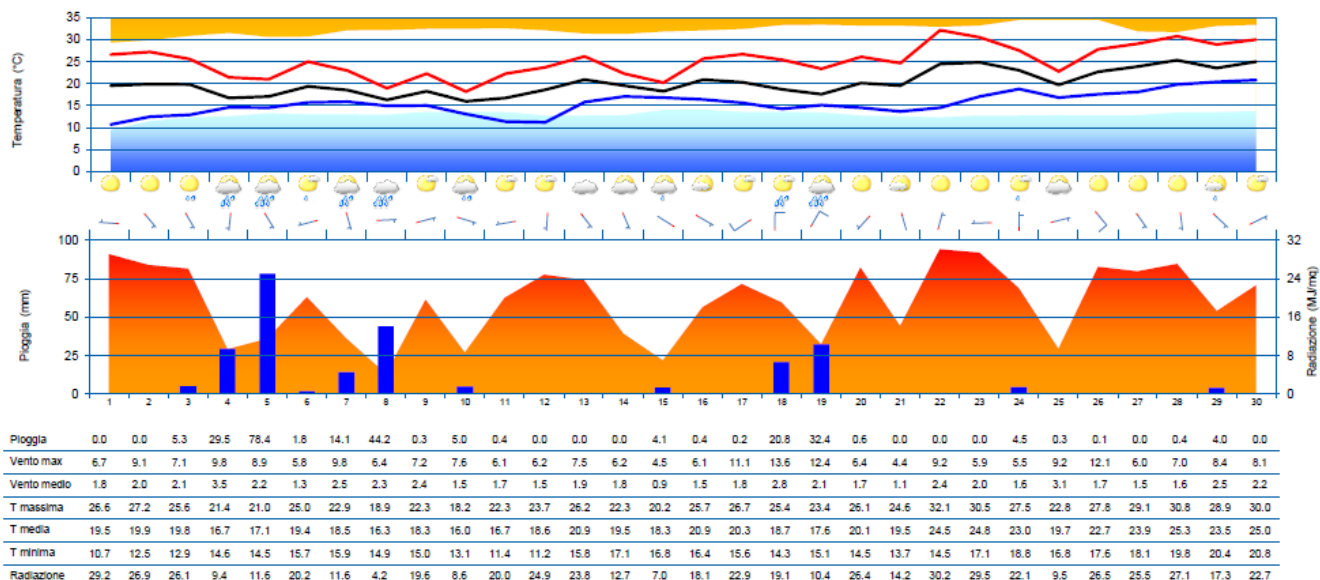 Temperatura (°C)
35
30
25
20
15
10
5
0
Pioggia (mm)
100
75
50
25
0
Radiazione (MJ/mq)
32
24
16
8
0
1 2 3 4 5 6 7 8 9 10 11 12 13 14 15 16 17 18 19 20 21 22 23 24 25 26 27 28 29 30
Pioggia 0.0 0.0 5.3 29.5 78.4 1.8 14.1 44.2 0.3 5.0 0.4 0.0 0.0 0.0 4.1 0.4 0.2 20.8 32.4 0.6 0.0 0.0 0.0 4.5 0.3 0.1 0.0 0.4 4.0 0.0
Vento max 6.7 9.1 7.1 9.8 8.9 5.8 9.8 6.4 7.2 7.6 6.1 6.2 7.5 6.2 4.5 6.1 11.1 13.6 12.4 6.4 4.4 9.2 5.9 5.5 9.2 12.1 6.0 7.0 8.4 8.1
Vento medio 1.8 2.0 2.1 3.5 2.2 1.3 2.5 2.3 2.4 1.5 1.7 1.5 1.9 1.8 0.9 1.5 1.8 2.8 2.1 1.7 1.1 2.4 2.0 1.6 3.1 1.7 1.5 1.6 2.5 2.2
T massima 26.6 27.2 25.6 21.4 21.0 25.0 22.9 18.9 22.3 18.2 22.3 23.7 26.2 22.3 20.2 25.7 26.7 25.4 23.4 26.1 24.6 32.1 30.5 27.5 22.8 27.8 29.1 30.8 28.9 30.0
T media 19.5 19.9 19.8 16.7 17.1 19.4 18.5 16.3 18.3 16.0 16.7 18.6 20.9 19.5 18.3 20.9 20.3 18.7 17.6 20.1 19.5 24.5 24.8 23.0 19.7 22.7 23.9 25.3 23.5 25.0
T minima 10.7 12.5 12.9 14.6 14.5 15.7 15.9 14.9 15.0 13.1 11.4 11.2 15.8 17.1 16.8 16.4 15.6 14.3 15.1 14.5 13.7 14.5 17.1 18.8 16.8 17.6 18.1 19.8 20.4 20.8
Radiazione 29.2 26.9 26.1 9.4 11.6 20.2 11.6 4.2 19.6 8.6 20.0 24.9 23.8 12.7 7.0 18.1 22.9 19.1 10.4 26.4 14.2 30.2 29.5 22.1 9.5 26.5 25.5 27.1 17.3 22.7